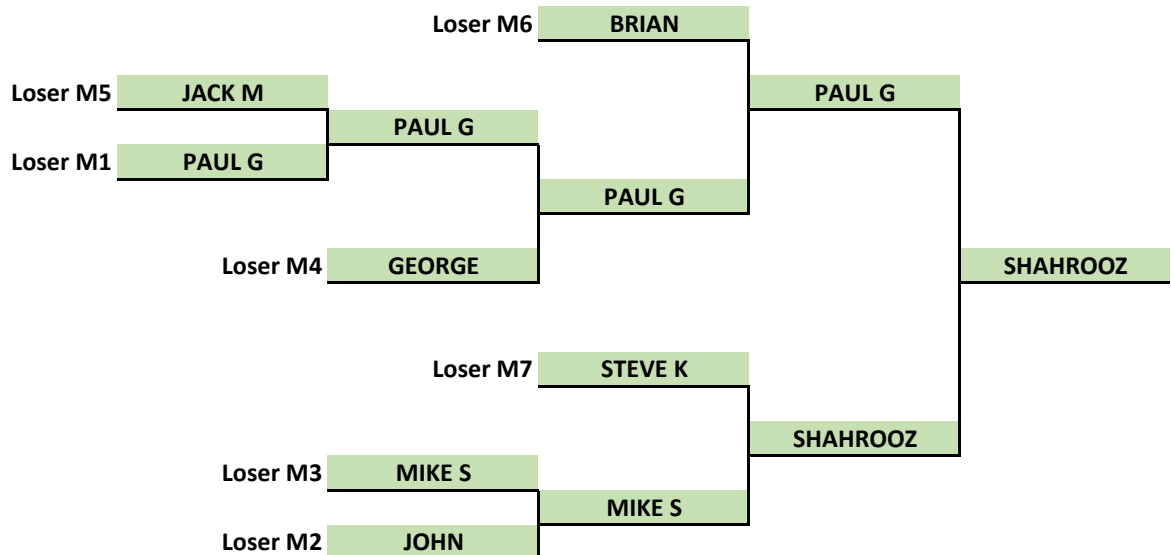 Loser M6 BRIAN
Loser M5 JACK M PAUL G
PAUL G
Loser M1 PAUL G
PAUL G
Loser M4 GEORGE SHAHROOZ
Loser M7 STEVE K
SHAHROOZ
Loser M3 MIKE S
MIKE S
Loser M2 JOHN